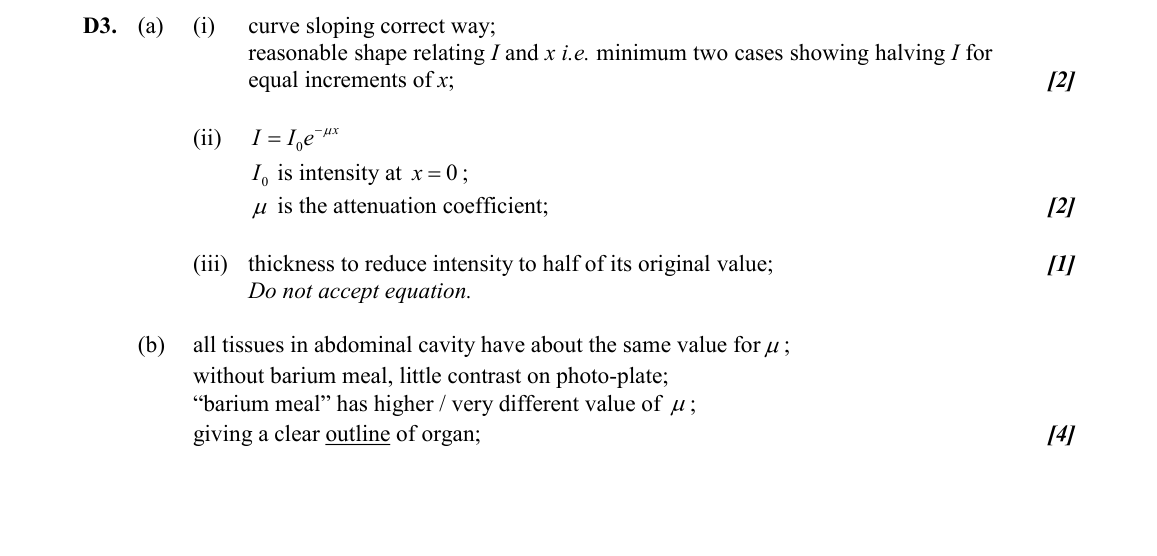 D3. (a) (i) curve sloping correct way;
reasonable shape relating I and x i.e. minimum two cases showing halving I for
equal increments of x; [2]
(ii) I = I₀e^{−μx}
I₀ is intensity at x = 0 ;
μ is the attenuation coefficient; [2]
(iii) thickness to reduce intensity to half of its original value; [1]
Do not accept equation.
(b) all tissues in abdominal cavity have about the same value for μ ;
without barium meal, little contrast on photo-plate;
“barium meal” has higher / very different value of μ ;
giving a clear outline of organ; [4]